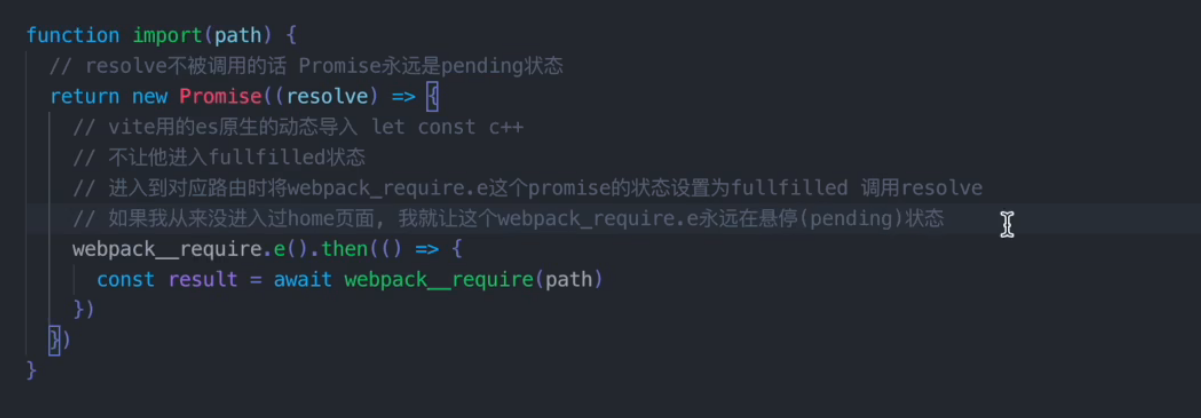 function import(path) {
// resolve不被调用的话 Promise永远是pending状态
return new Promise((resolve) => {
// vite用的es原生的动态导入 let const c++
// 不让他进入fullfilled状态
// 进入到对应路由时将webpack_require.e这个promise的状态设置为fullfilled 调用resolve
// 如果我从来没进入过home页面, 我就让这个webpack_require.e永远在悬停(pending)状态
webpack__require.e().then(() => {
const result = await webpack__require(path)
})
})
}